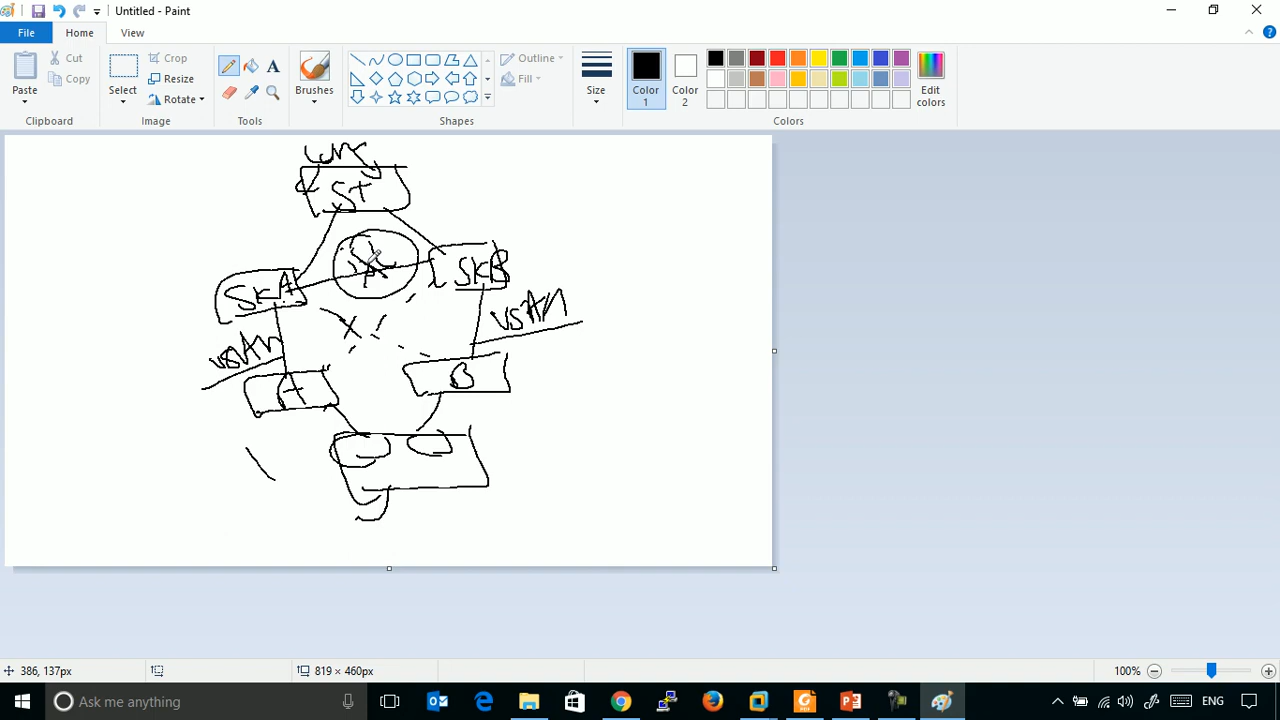 Untitled - Paint
File Home View
Paste
Cut
Copy
Clipboard
Select
Crop
Resize
Rotate
Image
Tools
Brushes
Shapes
Outline
Fill
Size
Color 1
Color 2
Edit colors
Colors
ST
SKA
SKB
VSAN
VSAN
A
B
386, 137px
819 × 460px
100%
Ask me anything
ENG